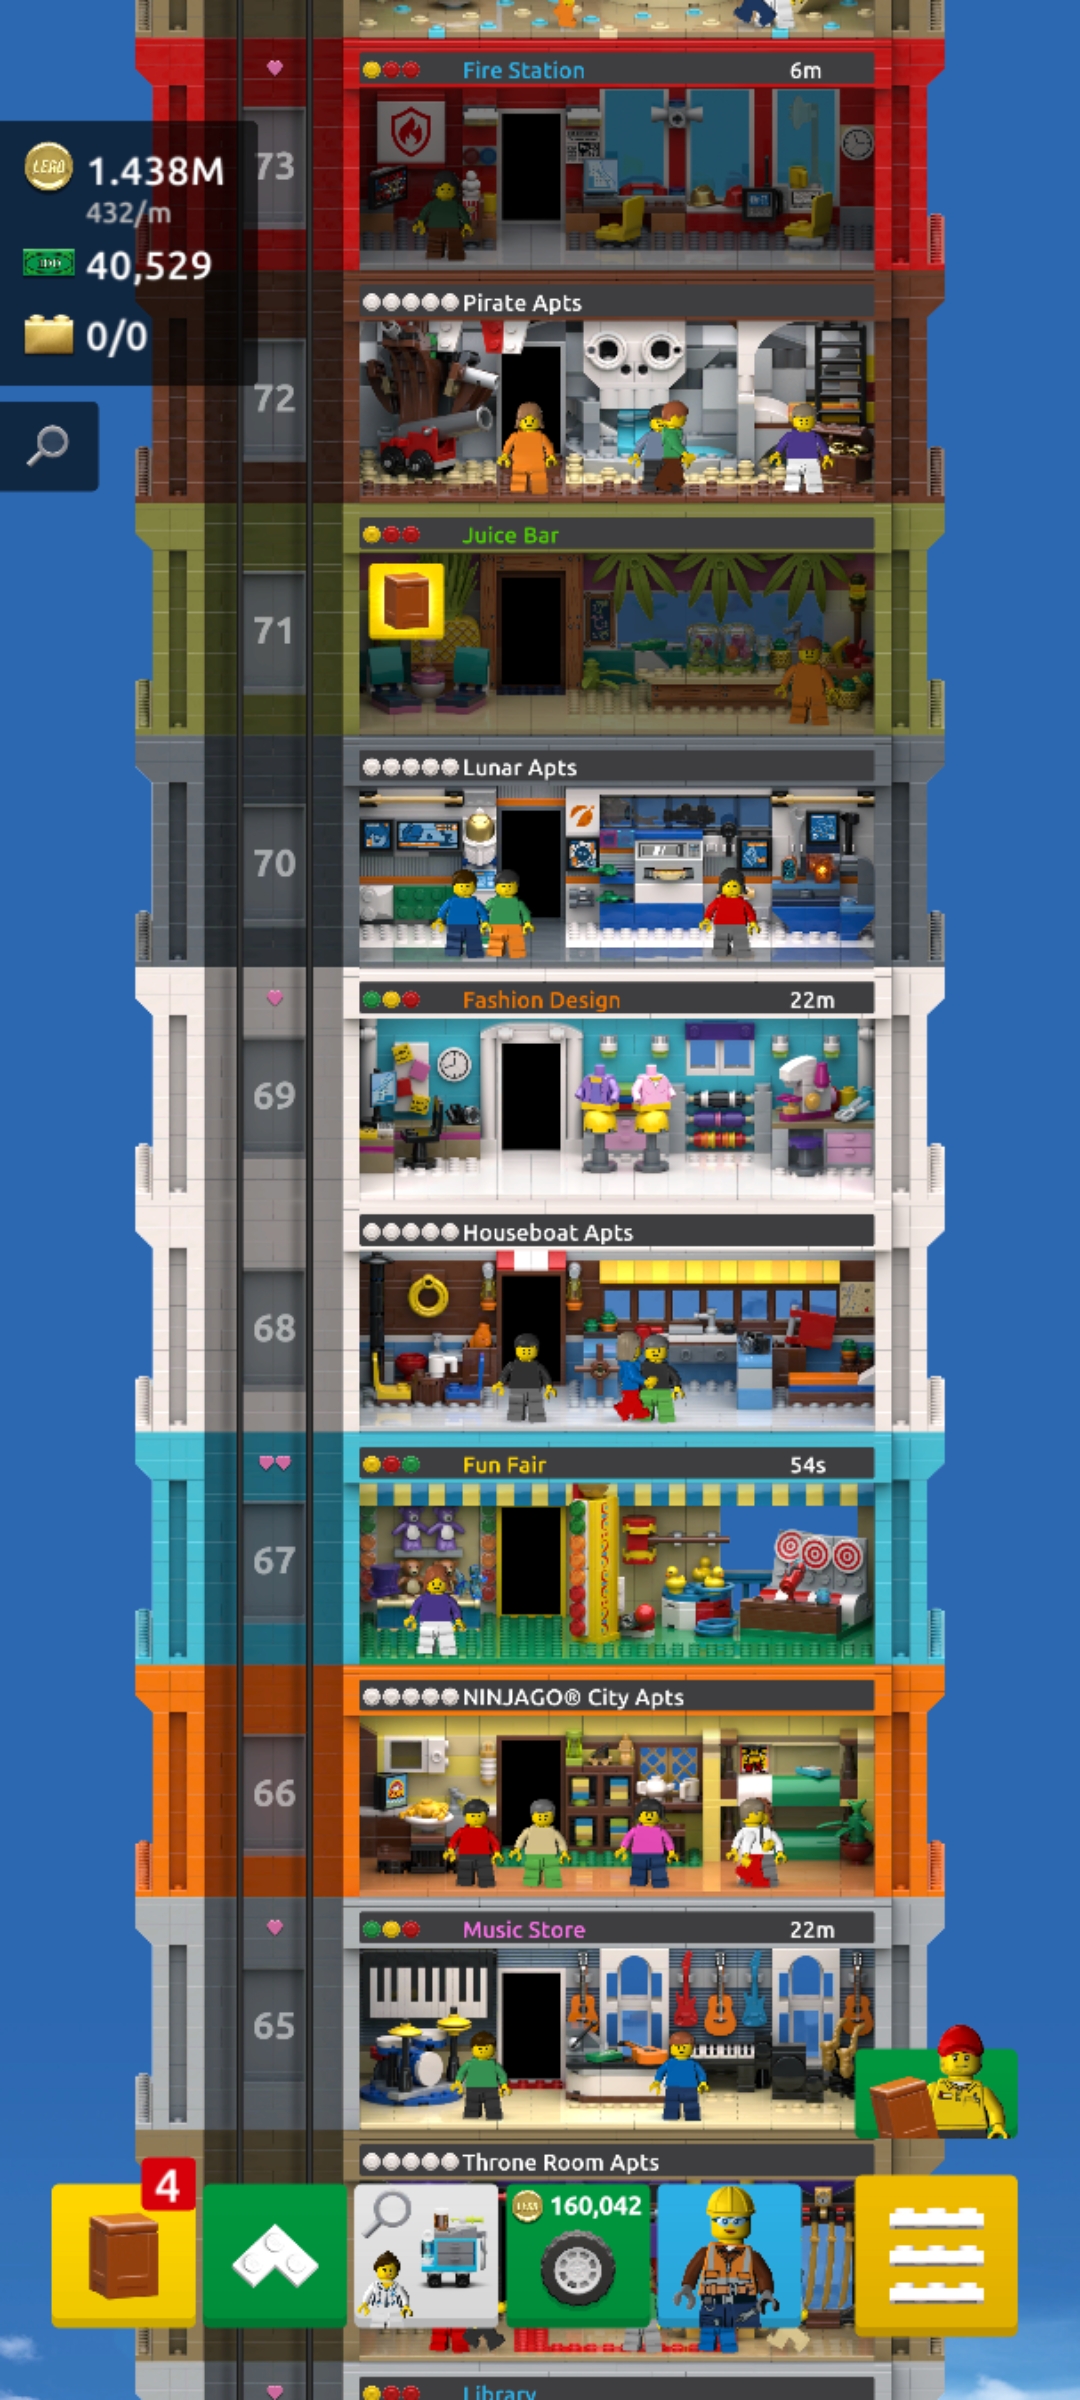 Fire Station 6m
73
LEGO 1.438M
432/m
40,529
0/0
Pirate Apts
72
Juice Bar
71
Lunar Apts
70
Fashion Design 22m
69
Houseboat Apts
68
Fun Fair 54s
67
NINJAGO® City Apts
66
Music Store 22m
65
Throne Room Apts
4
160,042
Library